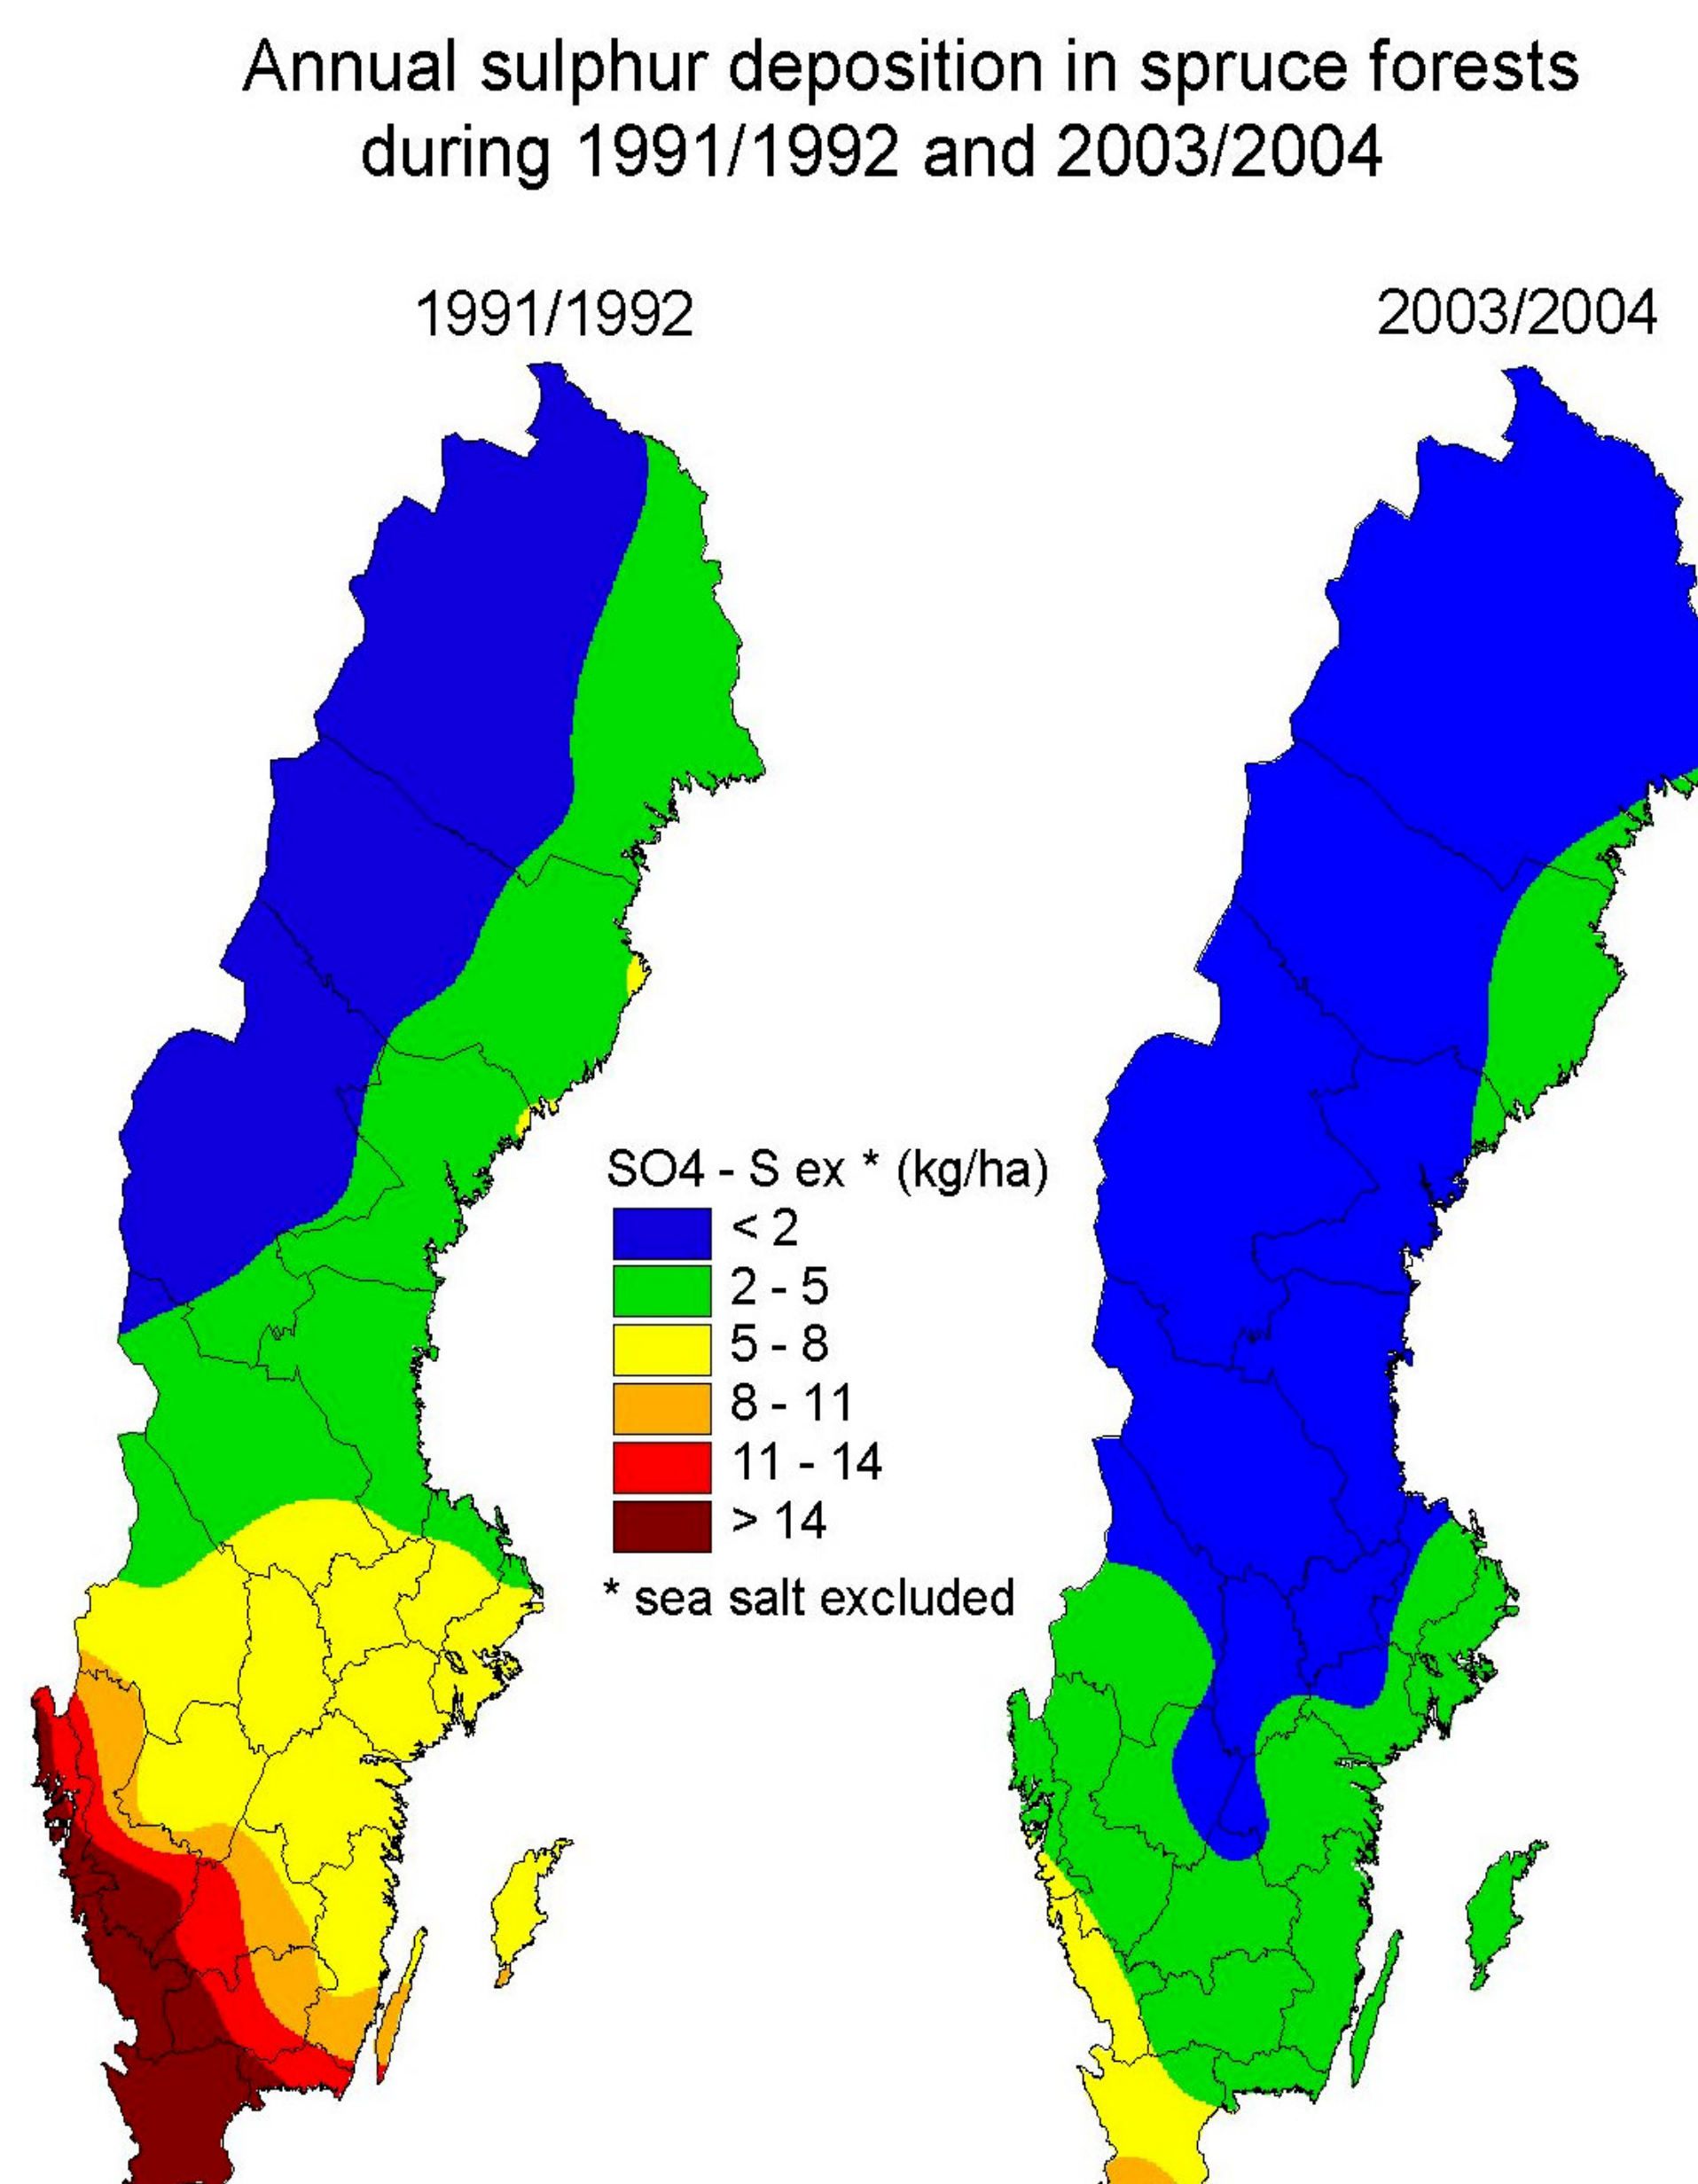 Annual sulphur deposition in spruce forests
during 1991/1992 and 2003/2004
1991/1992
2003/2004
SO4 - S ex * (kg/ha)
< 2
2 - 5
5 - 8
8 - 11
11 - 14
> 14
* sea salt excluded